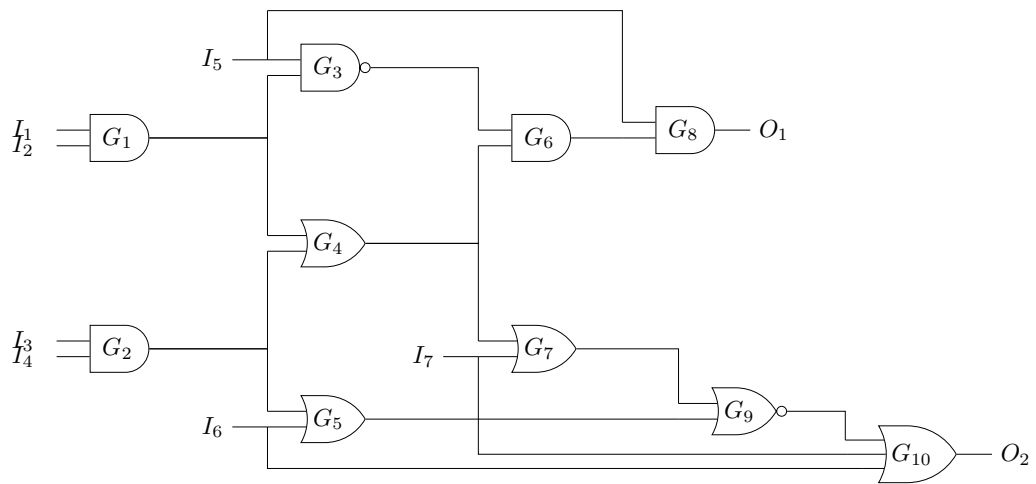 I₅ G₃
I₁ G₁ G₆ G₈ O₁
I₂
G₄
I₃ G₂ I₇ G₇
I₄
I₆ G₅ G₉
G₁₀ O₂